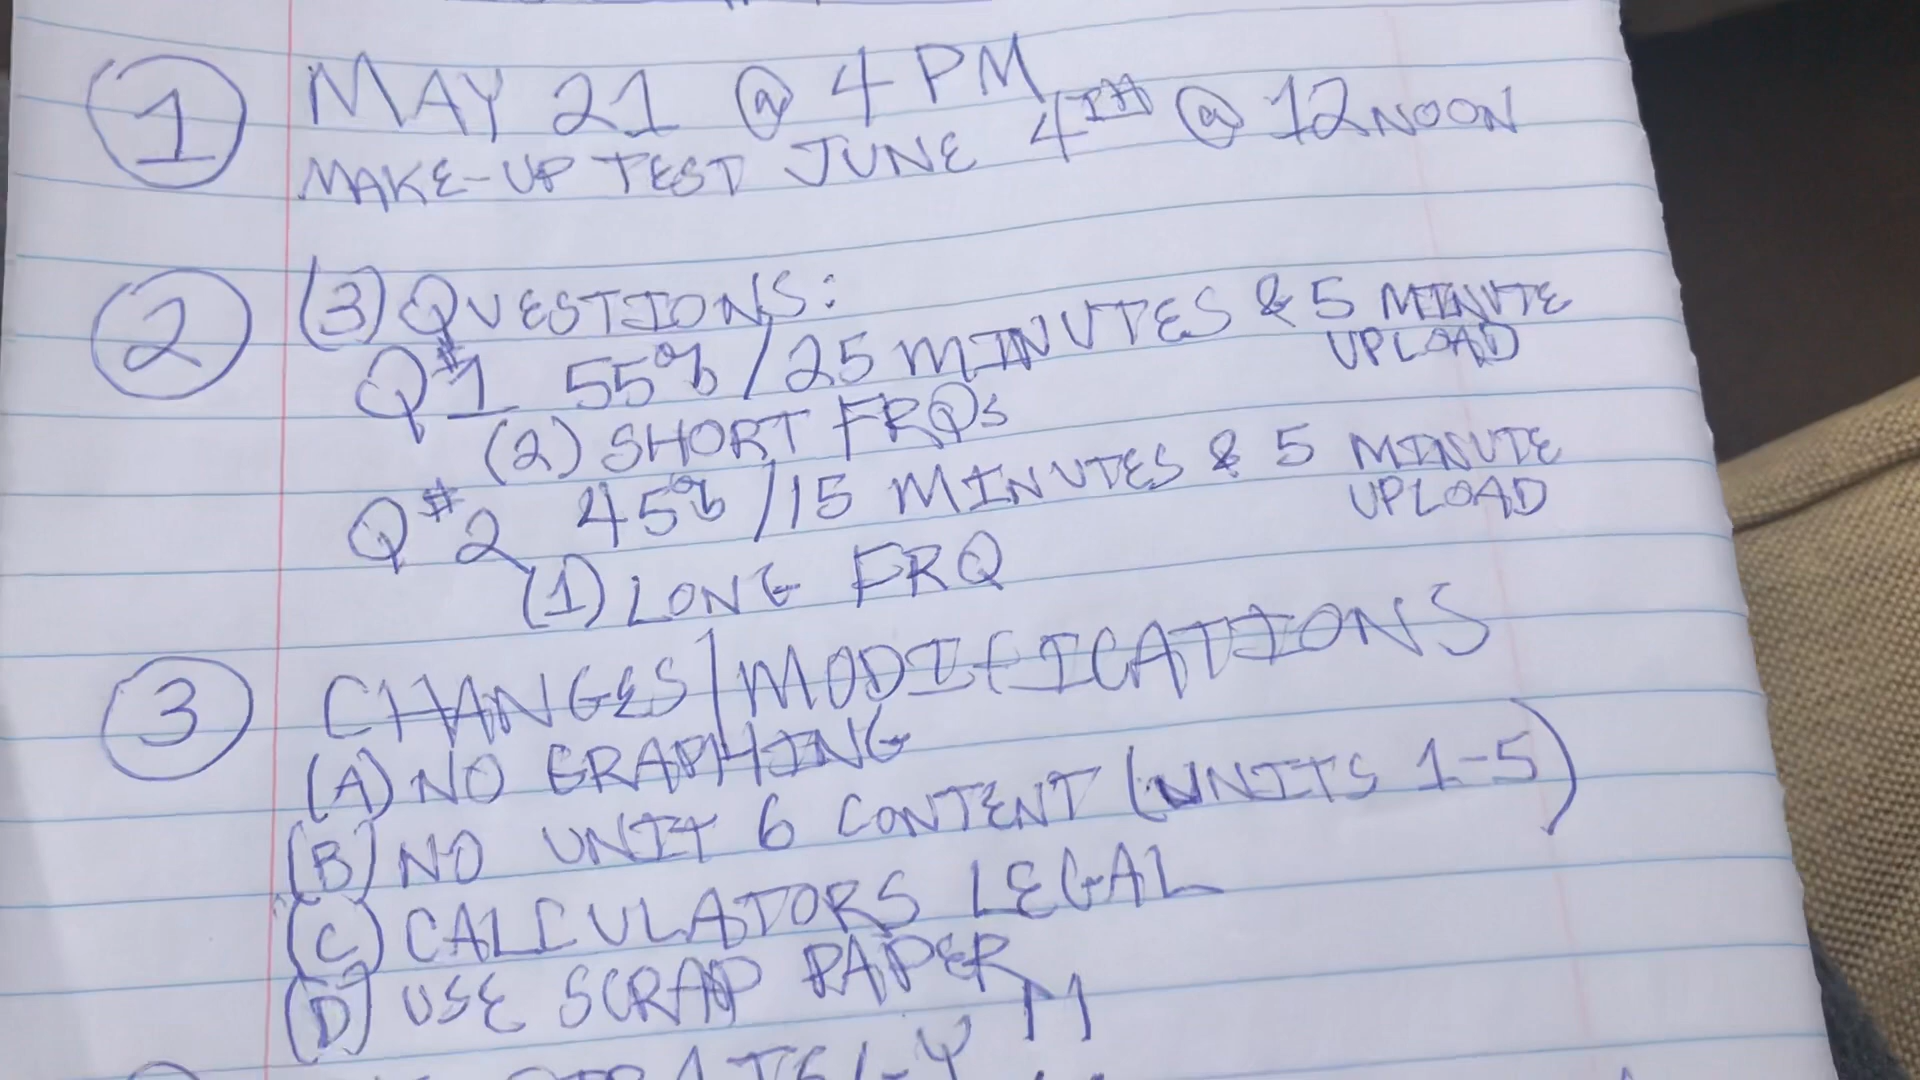 1 MAY 21 @ 4 PM
MAKE-UP TEST JUNE 4TH @ 12 NOON
2 (3) QUESTIONS:
Q#1 55% / 25 MINUTES & 5 MINUTE UPLOAD
(2) SHORT FRQs
Q#2 45% / 15 MINUTES & 5 MINUTE UPLOAD
(1) LONG FRQ
3 CHANGES/MODIFICATIONS
(A) NO GRAPHING
(B) NO UNIT 6 CONTENT (UNITS 1-5)
(C) CALCULATORS LEGAL
(D) USE SCRAP PAPER
STRATEGY